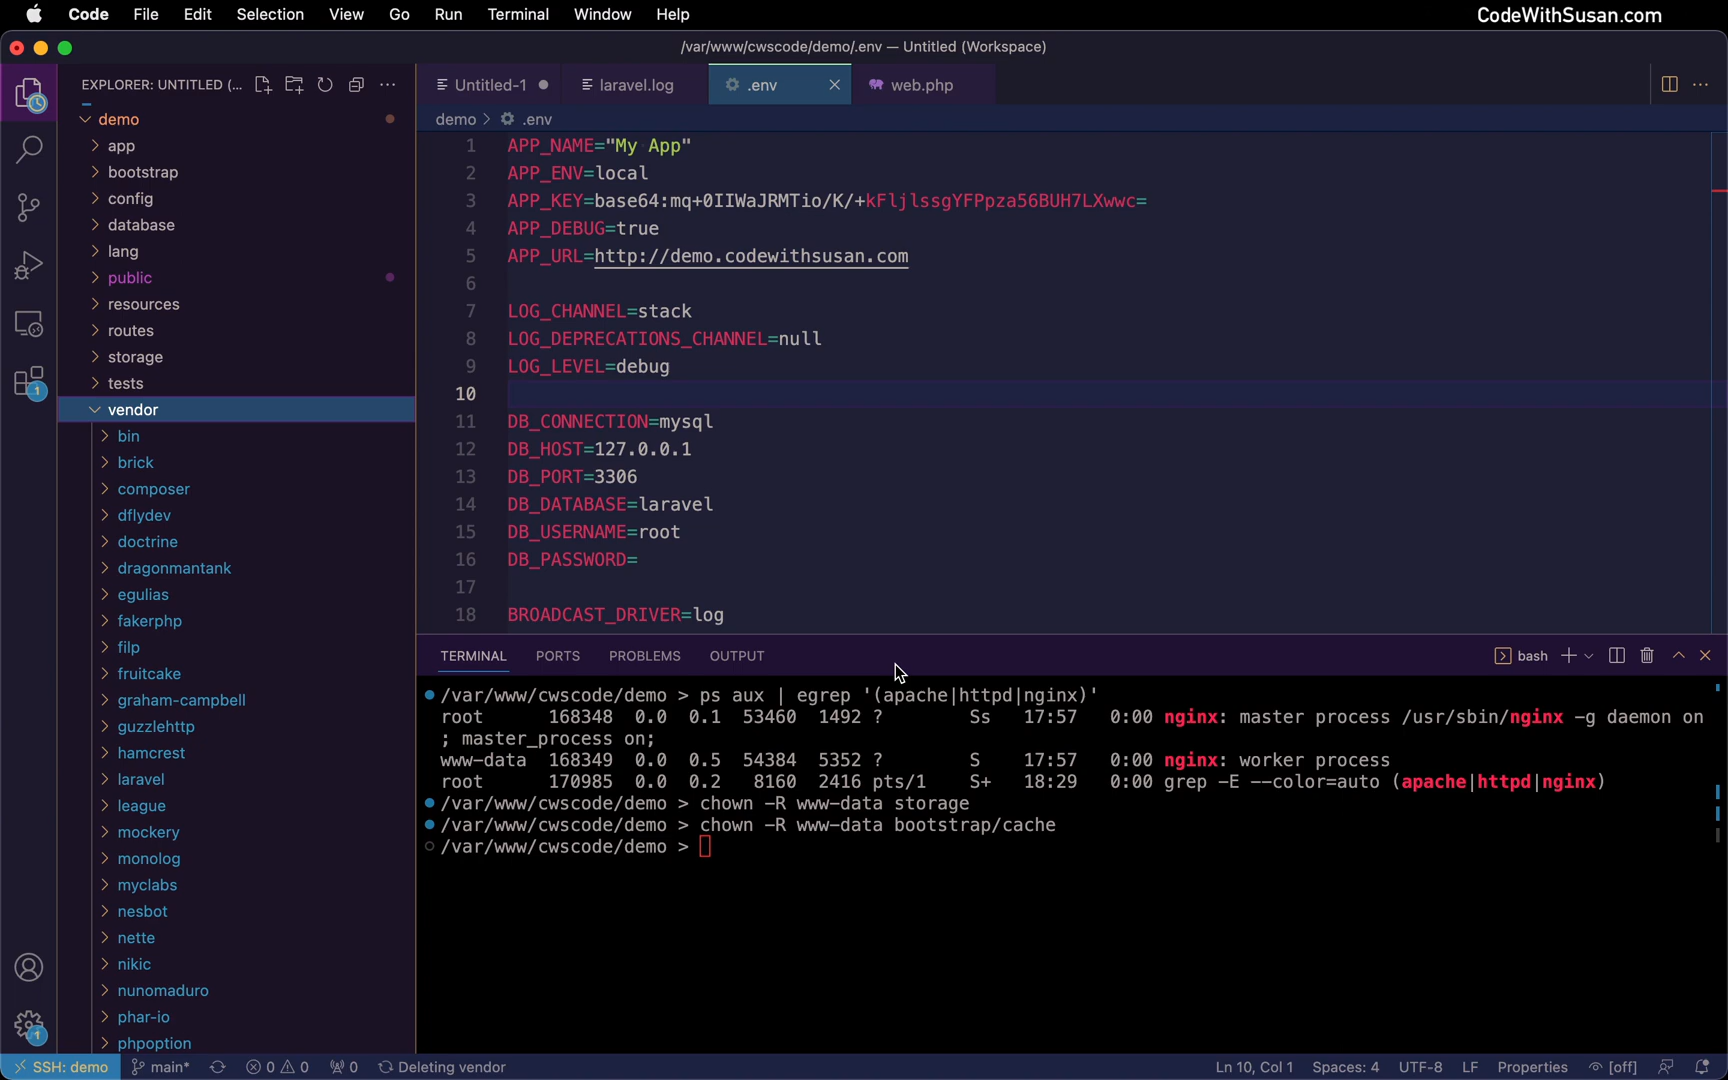 Code File Edit Selection View Go Run Terminal Window Help CodeWithSusan.com
/var/www/cwscode/demo/.env — Untitled (Workspace)
EXPLORER: UNTITLED (...
Untitled-1 laravel.log .env web.php
demo > .env
demo
app
bootstrap
config
database
lang
public
resources
routes
storage
tests
vendor
bin
brick
composer
dflydev
doctrine
dragonmantank
egulias
fakerphp
filp
fruitcake
graham-campbell
guzzlehttp
hamcrest
laravel
league
mockery
monolog
myclabs
nesbot
nette
nikic
nunomaduro
phar-io
phpoption
1 APP_NAME="My App"
2 APP_ENV=local
3 APP_KEY=base64:mq+0IIWaJRMTio/K/+kFljlssgYFPpza56BUH7LXwwc=
4 APP_DEBUG=true
5 APP_URL=http://demo.codewithsusan.com
6
7 LOG_CHANNEL=stack
8 LOG_DEPRECATIONS_CHANNEL=null
9 LOG_LEVEL=debug
10
11 DB_CONNECTION=mysql
12 DB_HOST=127.0.0.1
13 DB_PORT=3306
14 DB_DATABASE=laravel
15 DB_USERNAME=root
16 DB_PASSWORD=
17
18 BROADCAST_DRIVER=log
TERMINAL PORTS PROBLEMS OUTPUT bash
/var/www/cwscode/demo > ps aux | egrep '(apache|httpd|nginx)'
root 168348 0.0 0.1 53460 1492 ? Ss 17:57 0:00 nginx: master process /usr/sbin/nginx -g daemon on
; master_process on;
www-data 168349 0.0 0.5 54384 5352 ? S 17:57 0:00 nginx: worker process
root 170985 0.0 0.2 8160 2416 pts/1 S+ 18:29 0:00 grep -E --color=auto (apache|httpd|nginx)
/var/www/cwscode/demo > chown -R www-data storage
/var/www/cwscode/demo > chown -R www-data bootstrap/cache
/var/www/cwscode/demo >
1
1
SSH: demo main* 0 0 0 Deleting vendor Ln 10, Col 1 Spaces: 4 UTF-8 LF Properties [off]